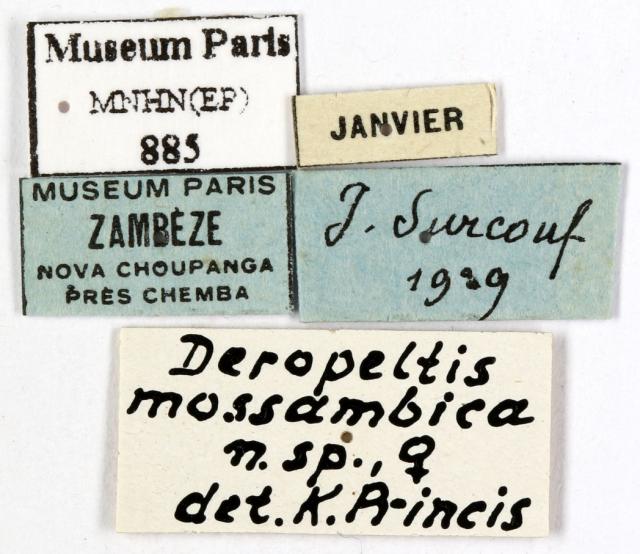 Museum Paris
MNHN(EP)
885
JANVIER
MUSEUM PARIS
ZAMBÈZE
NOVA CHOUPANGA
PRÈS CHEMBA
J. Surcouf
1929
Deropeltis
mossambica
n. sp., ♀
det. K. Princis